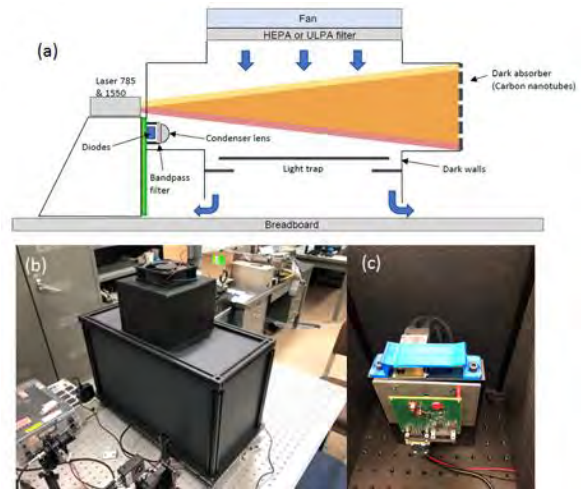 Fan
HEPA or ULPA filter
(a)
Laser 785
& 1550
Dark absorber
(Carbon nanotubes)
Diodes
Condenser lens
Bandpass
filter
Light trap
Dark walls
Breadboard
(b)
(c)